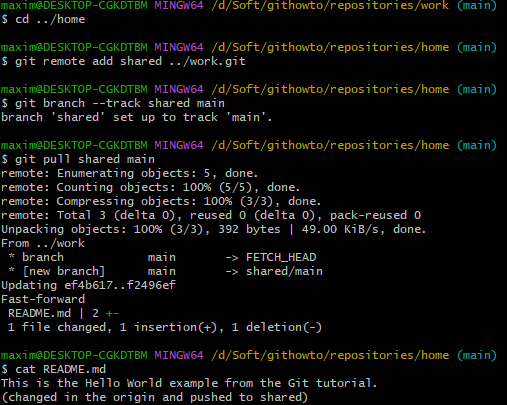 maxim@DESKTOP-CGKDTBM MINGW64 /d/Soft/githowto/repositories/work (main)
$ cd ../home
maxim@DESKTOP-CGKDTBM MINGW64 /d/Soft/githowto/repositories/home (main)
$ git remote add shared ../work.git
maxim@DESKTOP-CGKDTBM MINGW64 /d/Soft/githowto/repositories/home (main)
$ git branch --track shared main
branch 'shared' set up to track 'main'.
maxim@DESKTOP-CGKDTBM MINGW64 /d/Soft/githowto/repositories/home (main)
$ git pull shared main
remote: Enumerating objects: 5, done.
remote: Counting objects: 100% (5/5), done.
remote: Compressing objects: 100% (3/3), done.
remote: Total 3 (delta 0), reused 0 (delta 0), pack-reused 0
Unpacking objects: 100% (3/3), 392 bytes | 49.00 KiB/s, done.
From ../work
 * branch            main       -> FETCH_HEAD
 * [new branch]      main       -> shared/main
Updating ef4b617..f2496ef
Fast-forward
 README.md | 2 +-
 1 file changed, 1 insertion(+), 1 deletion(-)
maxim@DESKTOP-CGKDTBM MINGW64 /d/Soft/githowto/repositories/home (main)
$ cat README.md
This is the Hello World example from the Git tutorial.
(changed in the origin and pushed to shared)